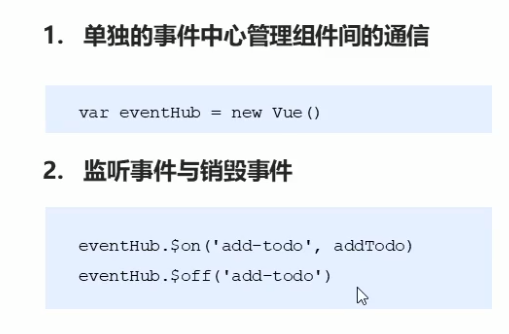 1. 单独的事件中心管理组件间的通信
var eventHub = new Vue()
2. 监听事件与销毁事件
eventHub.$on('add-todo', addTodo)
eventHub.$off('add-todo')